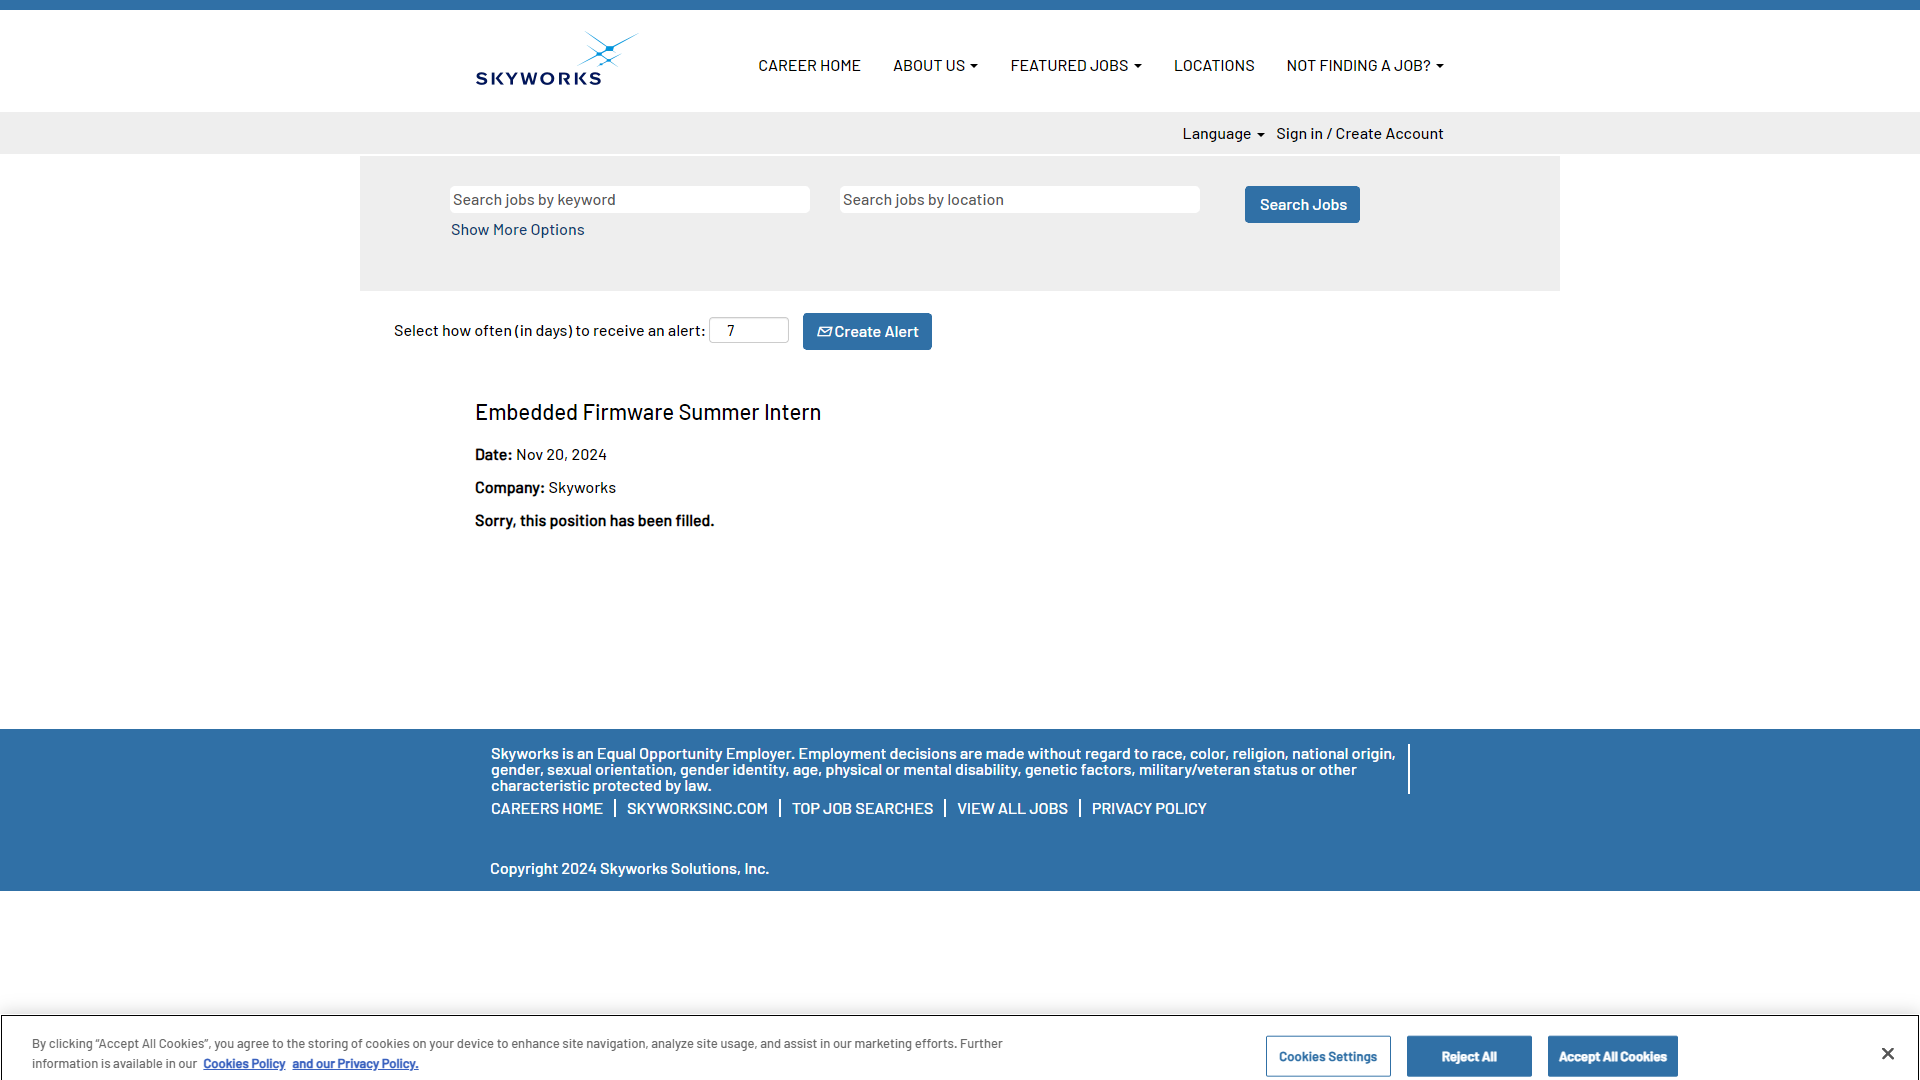 SKYWORKS
CAREER HOME ABOUT US FEATURED JOBS LOCATIONS NOT FINDING A JOB?
Language Sign in / Create Account
Search jobs by keyword Search jobs by location Search Jobs
Show More Options
Select how often (in days) to receive an alert: 7 Create Alert
Embedded Firmware Summer Intern
Date: Nov 20, 2024
Company: Skyworks
Sorry, this position has been filled.
Skyworks is an Equal Opportunity Employer. Employment decisions are made without regard to race, color, religion, national origin,
gender, sexual orientation, gender identity, age, physical or mental disability, genetic factors, military/veteran status or other
characteristic protected by law.
CAREERS HOME SKYWORKSINC.COM TOP JOB SEARCHES VIEW ALL JOBS PRIVACY POLICY
Copyright 2024 Skyworks Solutions, Inc.
By clicking “Accept All Cookies”, you agree to the storing of cookies on your device to enhance site navigation, analyze site usage, and assist in our marketing efforts. Further
information is available in our Cookies Policy and our Privacy Policy.
Cookies Settings Reject All Accept All Cookies